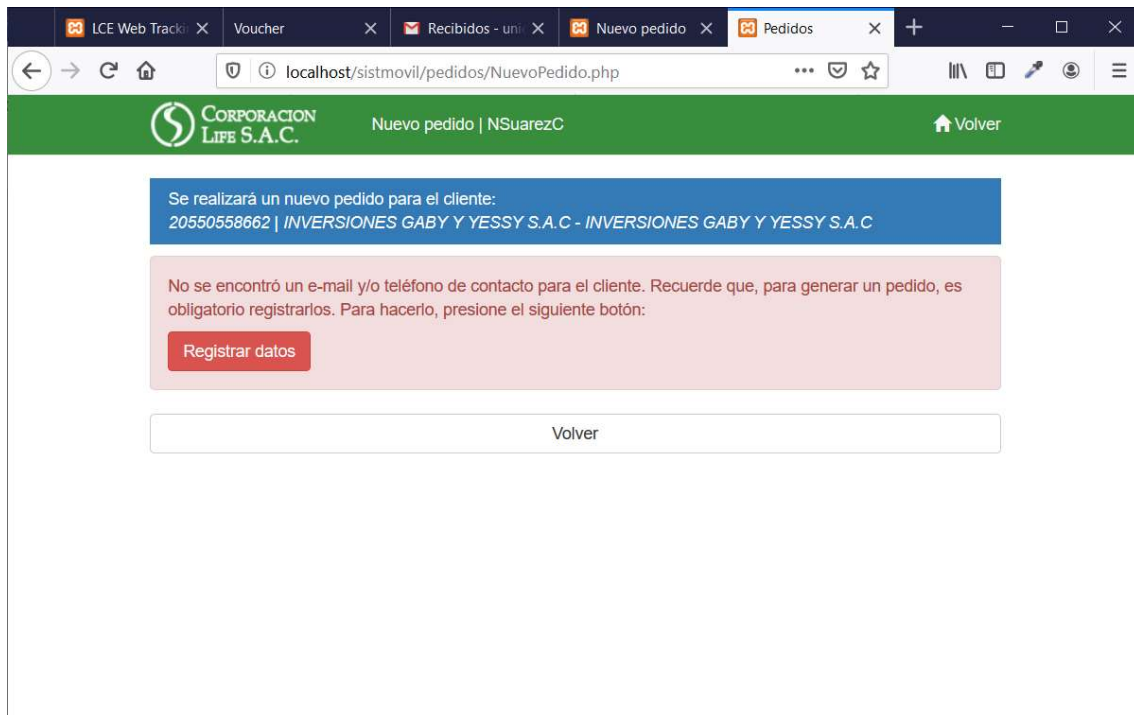 LCE Web Tracki
Voucher
Recibidos - uni
Nuevo pedido
Pedidos
localhost/sistmovil/pedidos/NuevoPedido.php
CORPORACION
LIFE S.A.C.
Nuevo pedido | NSuarezC
Volver
Se realizará un nuevo pedido para el cliente:
20550558662 | INVERSIONES GABY Y YESSY S.A.C - INVERSIONES GABY Y YESSY S.A.C
No se encontró un e-mail y/o teléfono de contacto para el cliente. Recuerde que, para generar un pedido, es
obligatorio registrarlos. Para hacerlo, presione el siguiente botón:
Registrar datos
Volver